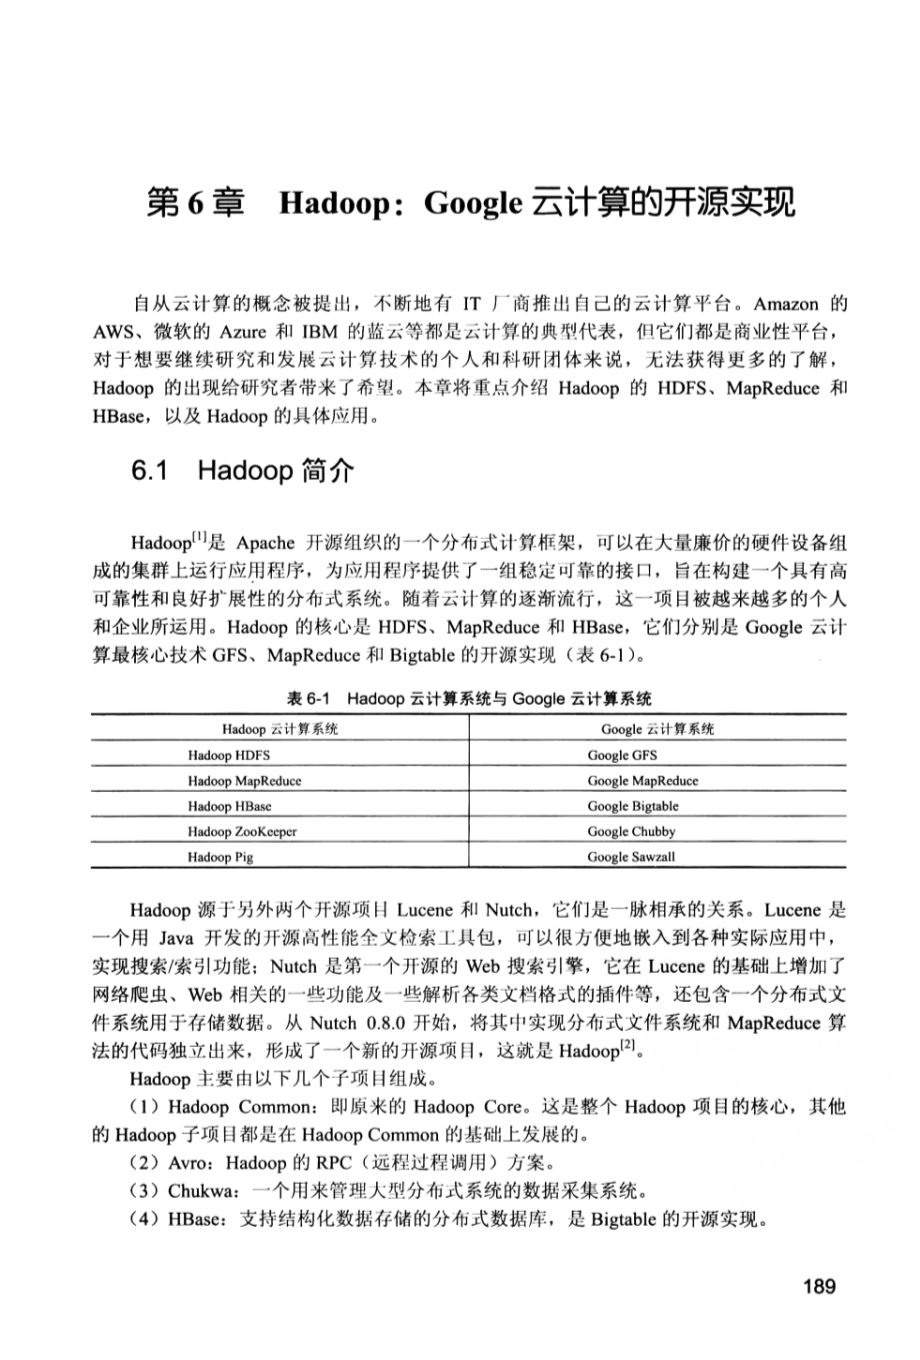 第 6 章 Hadoop：Google 云计算的开源实现
自从云计算的概念被提出，不断地有 IT 厂商推出自己的云计算平台。Amazon 的
AWS、微软的 Azure 和 IBM 的蓝云等都是云计算的典型代表，但它们都是商业性平台，
对于想要继续研究和发展云计算技术的个人和科研团体来说，无法获得更多的了解，
Hadoop 的出现给研究者带来了希望。本章将重点介绍 Hadoop 的 HDFS、MapReduce 和
HBase，以及 Hadoop 的具体应用。
6.1 Hadoop 简介
Hadoop[1]是 Apache 开源组织的一个分布式计算框架，可以在大量廉价的硬件设备组
成的集群上运行应用程序，为应用程序提供了一组稳定可靠的接口，旨在构建一个具有高
可靠性和良好扩展性的分布式系统。随着云计算的逐渐流行，这一项目被越来越多的个人
和企业所运用。Hadoop 的核心是 HDFS、MapReduce 和 HBase，它们分别是 Google 云计
算最核心技术 GFS、MapReduce 和 Bigtable 的开源实现（表 6-1）。
表 6-1 Hadoop 云计算系统与 Google 云计算系统
Hadoop 云计算系统 Google 云计算系统
Hadoop HDFS Google GFS
Hadoop MapReduce Google MapReduce
Hadoop HBase Google Bigtable
Hadoop ZooKeeper Google Chubby
Hadoop Pig Google Sawzall
Hadoop 源于另外两个开源项目 Lucene 和 Nutch，它们是一脉相承的关系。Lucene 是
一个用 Java 开发的开源高性能全文检索工具包，可以很方便地嵌入到各种实际应用中，
实现搜索/索引功能；Nutch 是第一个开源的 Web 搜索引擎，它在 Lucene 的基础上增加了
网络爬虫、Web 相关的一些功能及一些解析各类文档格式的插件等，还包含一个分布式文
件系统用于存储数据。从 Nutch 0.8.0 开始，将其中实现分布式文件系统和 MapReduce 算
法的代码独立出来，形成了一个新的开源项目，这就是 Hadoop[2]。
Hadoop 主要由以下几个子项目组成。
（1）Hadoop Common：即原来的 Hadoop Core。这是整个 Hadoop 项目的核心，其他
的 Hadoop 子项目都是在 Hadoop Common 的基础上发展的。
（2）Avro：Hadoop 的 RPC（远程过程调用）方案。
（3）Chukwa：一个用来管理大型分布式系统的数据采集系统。
（4）HBase：支持结构化数据存储的分布式数据库，是 Bigtable 的开源实现。
189